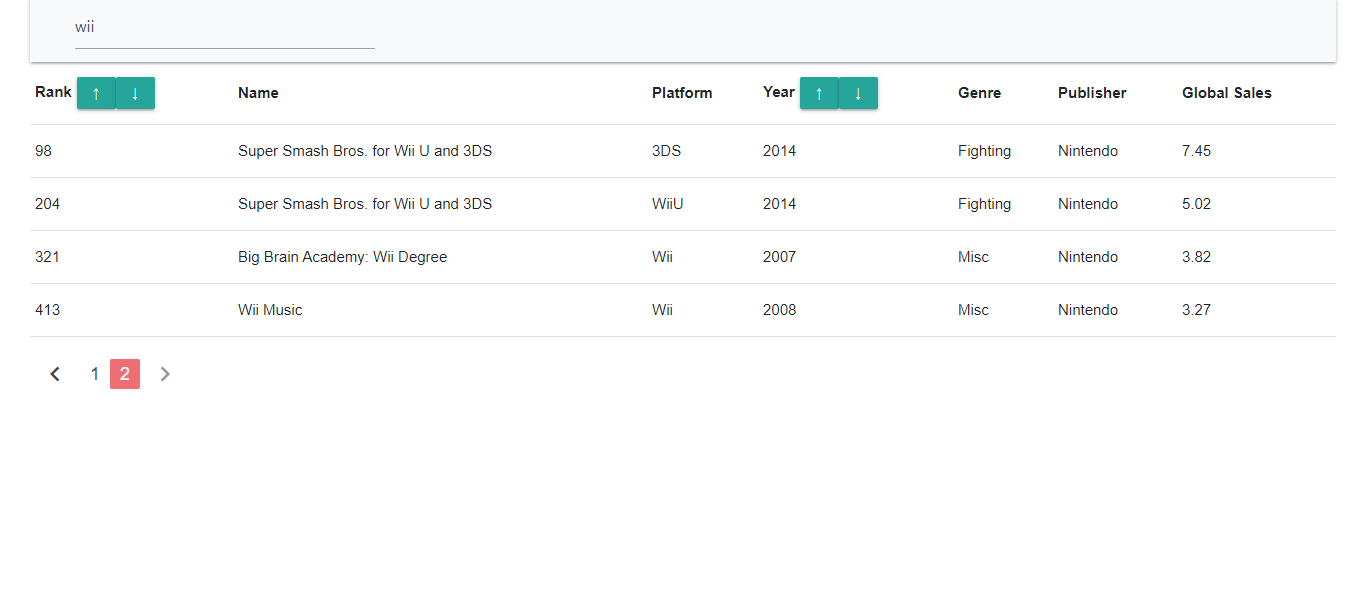 wii
Rank ↑ ↓ Name Platform Year ↑ ↓ Genre Publisher Global Sales
98 Super Smash Bros. for Wii U and 3DS 3DS 2014 Fighting Nintendo 7.45
204 Super Smash Bros. for Wii U and 3DS WiiU 2014 Fighting Nintendo 5.02
321 Big Brain Academy: Wii Degree Wii 2007 Misc Nintendo 3.82
413 Wii Music Wii 2008 Misc Nintendo 3.27
1 2